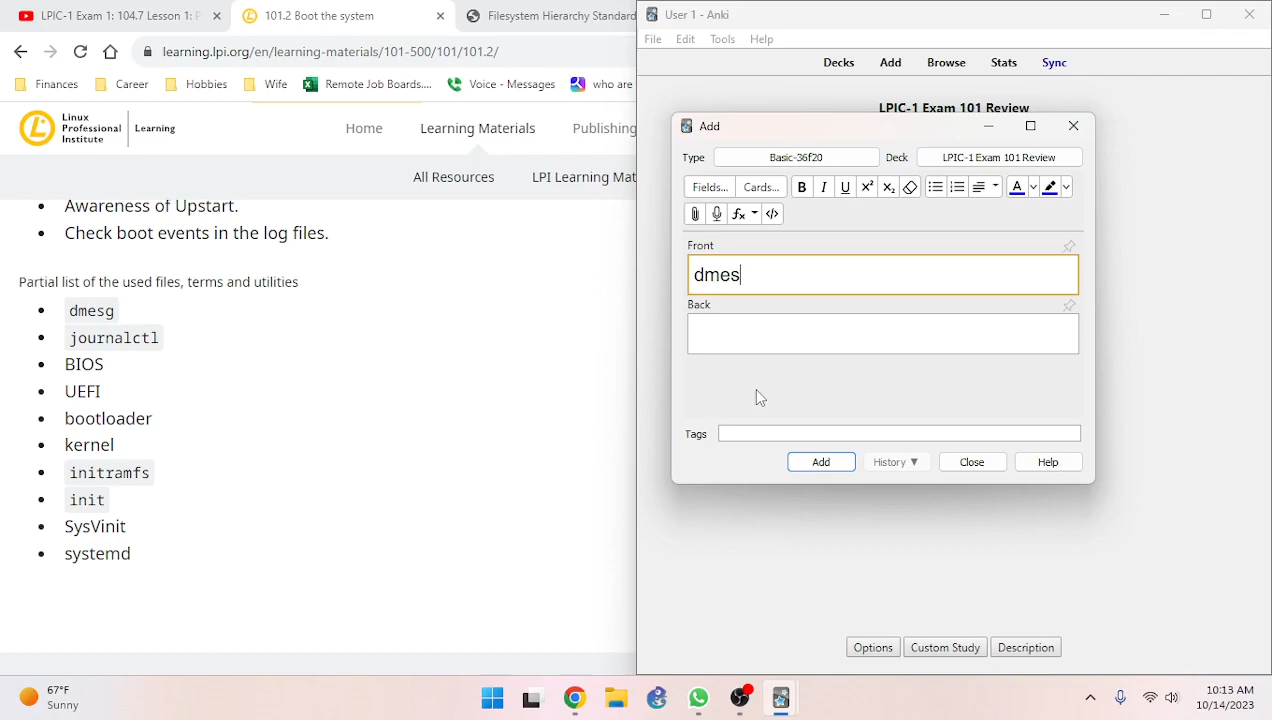 LPIC-1 Exam 1: 104.7 Lesson 1: P
101.2 Boot the system
Filesystem Hierarchy Standard
learning.lpi.org/en/learning-materials/101-500/101/101.2/
Finances
Career
Hobbies
Wife
Remote Job Boards....
Voice - Messages
who are
Linux
Professional
Institute
Learning
Home
Learning Materials
Publishing
All Resources
LPI Learning Mat
• Awareness of Upstart.
• Check boot events in the log files.
Partial list of the used files, terms and utilities
• dmesg
• journalctl
• BIOS
• UEFI
• bootloader
• kernel
• initramfs
• init
• SysVinit
• systemd
User 1 - Anki
File Edit Tools Help
Decks Add Browse Stats Sync
LPIC-1 Exam 101 Review
Add
Type Basic-36f20 Deck LPIC-1 Exam 101 Review
Fields... Cards... B I U x² x₂ A
fx </>
Front
dmes
Back
Tags
Add History ▼ Close Help
Options Custom Study Description
67°F
Sunny
10:13 AM
10/14/2023